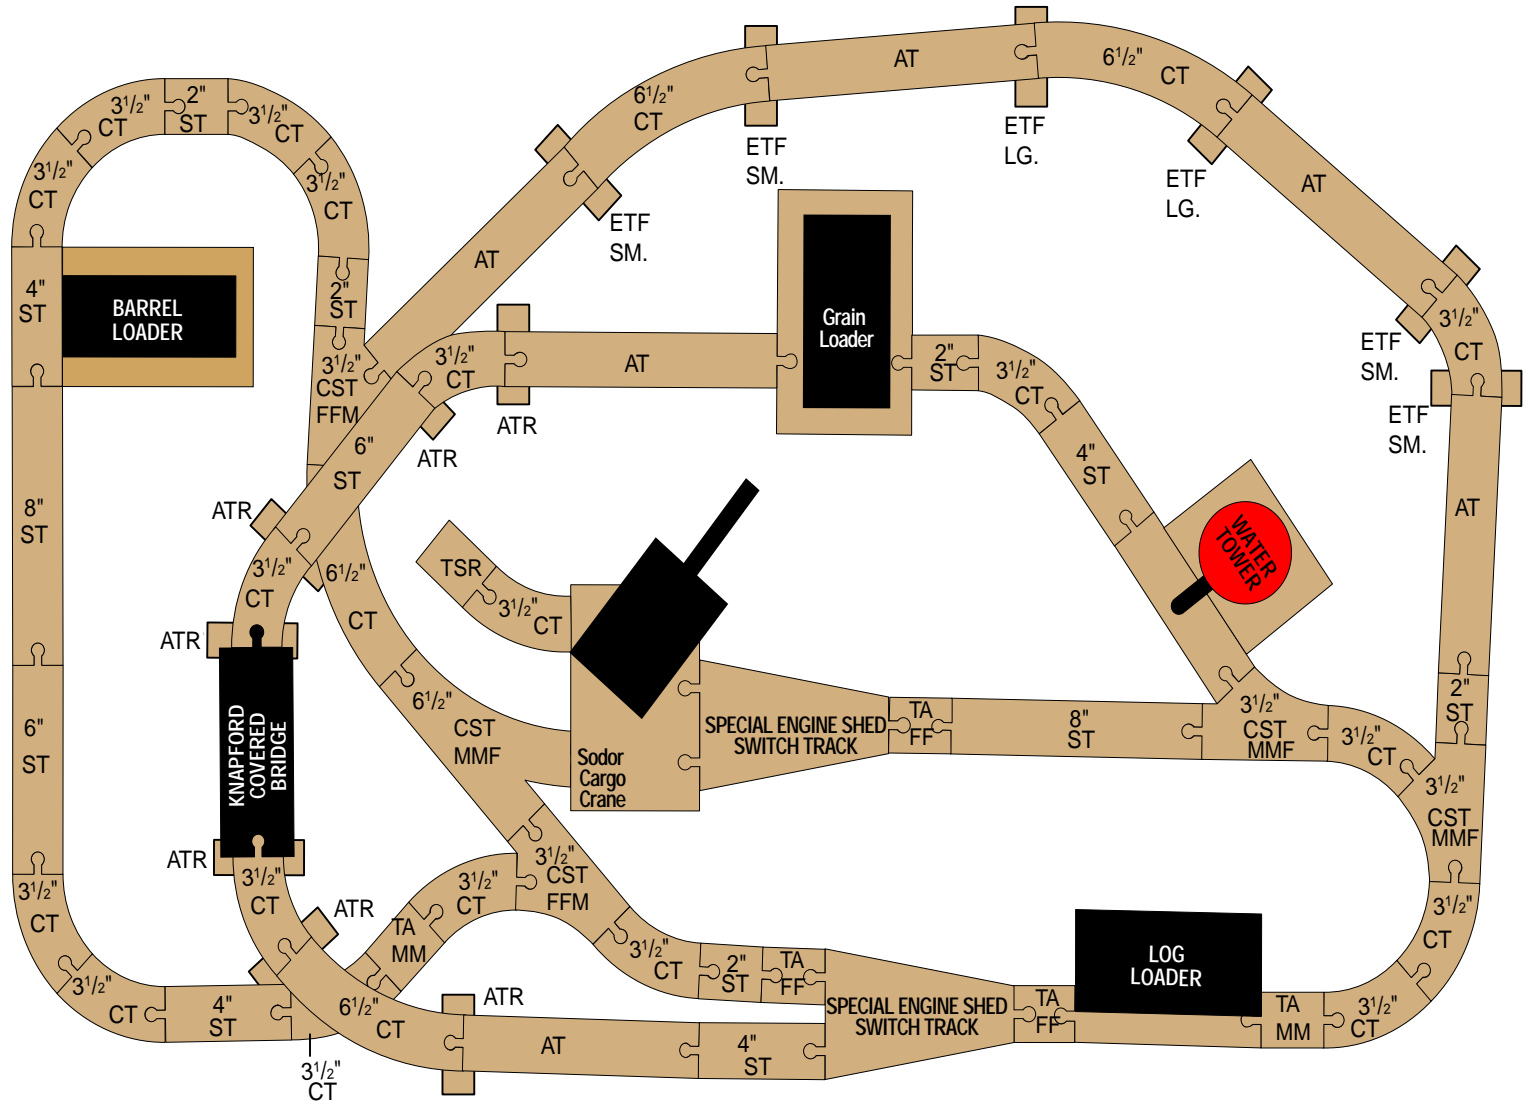 3½"
CT
2"
ST
3½"
CT
3½"
CT
3½"
CT
4"
ST
BARREL
LOADER
2"
ST
3½"
CST
FFM
8"
ST
6"
ST
3½"
CT
3½"
CT
4"
ST
3½"
CT
AT
6½"
CT
ETF
SM.
ETF
SM.
AT
ETF
LG.
6½"
CT
ETF
LG.
AT
ETF
SM.
3½"
CT
ETF
SM.
AT
2"
ST
3½"
CST
MMF
3½"
CT
3½"
CT
TA
MM
LOG
LOADER
TA
FF
SPECIAL ENGINE SHED
SWITCH TRACK
TA
FF
2"
ST
3½"
CT
3½"
CST
FFM
3½"
CT
TA
MM
4"
ST
AT
ATR
6½"
CT
ATR
3½"
CT
ATR
KNAPFORD
COVERED
BRIDGE
ATR
3½"
CT
ATR
6"
ST
ATR
3½"
CT
ATR
AT
Grain
Loader
2"
ST
3½"
CT
4"
ST
WATER
TOWER
3½"
CST
MMF
3½"
CT
8"
ST
TA
FF
SPECIAL ENGINE SHED
SWITCH TRACK
Sodor
Cargo
Crane
3½"
CT
TSR
6½"
CT
6½"
CST
MMF